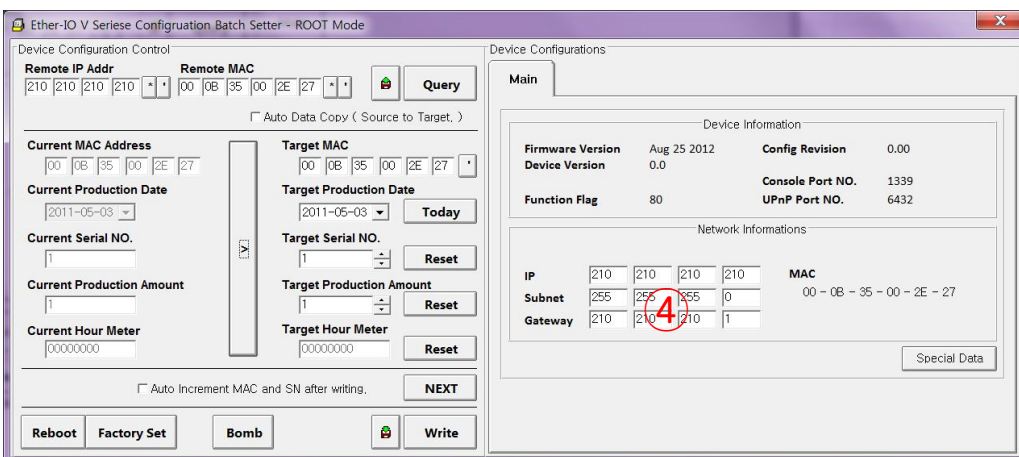 Ether-IO V Seriese Configruation Batch Setter - ROOT Mode
X
Device Configuration Control
Remote IP Addr Remote MAC
210 210 210 210 * ' 00 0B 35 00 2E 27 * ' Query
Auto Data Copy ( Source to Target, )
Current MAC Address Target MAC
00 0B 35 00 2E 27 > 00 0B 35 00 2E 27 '
Current Production Date Target Production Date
2011-05-03 2011-05-03 Today
Current Serial NO. Target Serial NO.
1 1 Reset
Current Production Amount Target Production Amount
1 1 Reset
Current Hour Meter Target Hour Meter
00000000 00000000 Reset
Auto Increment MAC and SN after writing, NEXT
Reboot Factory Set Bomb Write
Device Configurations
Main
Device Information
Firmware Version Aug 25 2012 Config Revision 0.00
Device Version 0.0
Console Port NO. 1339
Function Flag 80 UPnP Port NO. 6432
Network Informations
IP 210 210 210 210 MAC
Subnet 255 255 255 0 00 - 0B - 35 - 00 - 2E - 27
④
Gateway 210 210 210 1
Special Data